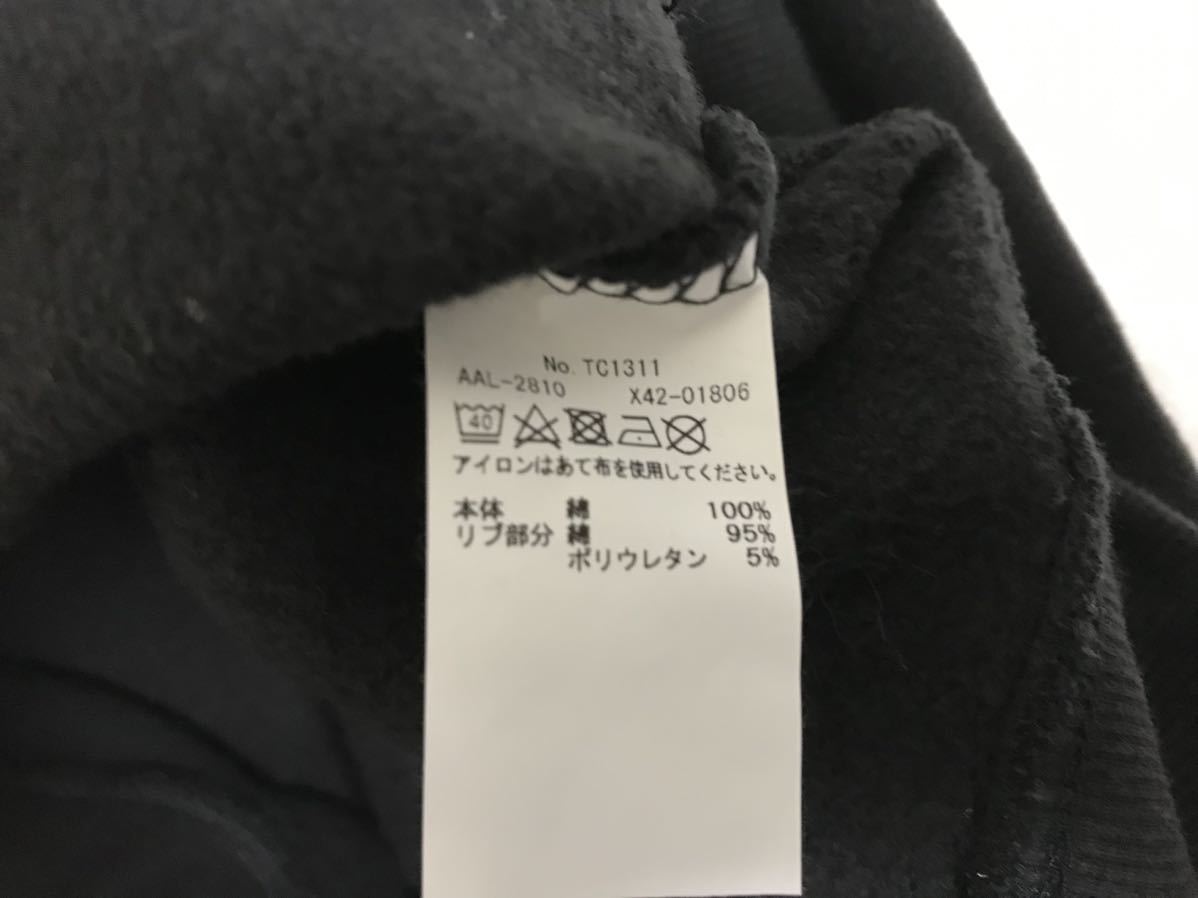 No. TC1311
AAL-2810 X42-01806
40
アイロンはあて布を使用してください。
本体 綿 100%
リブ部分 綿 95%
ポリウレタン 5%